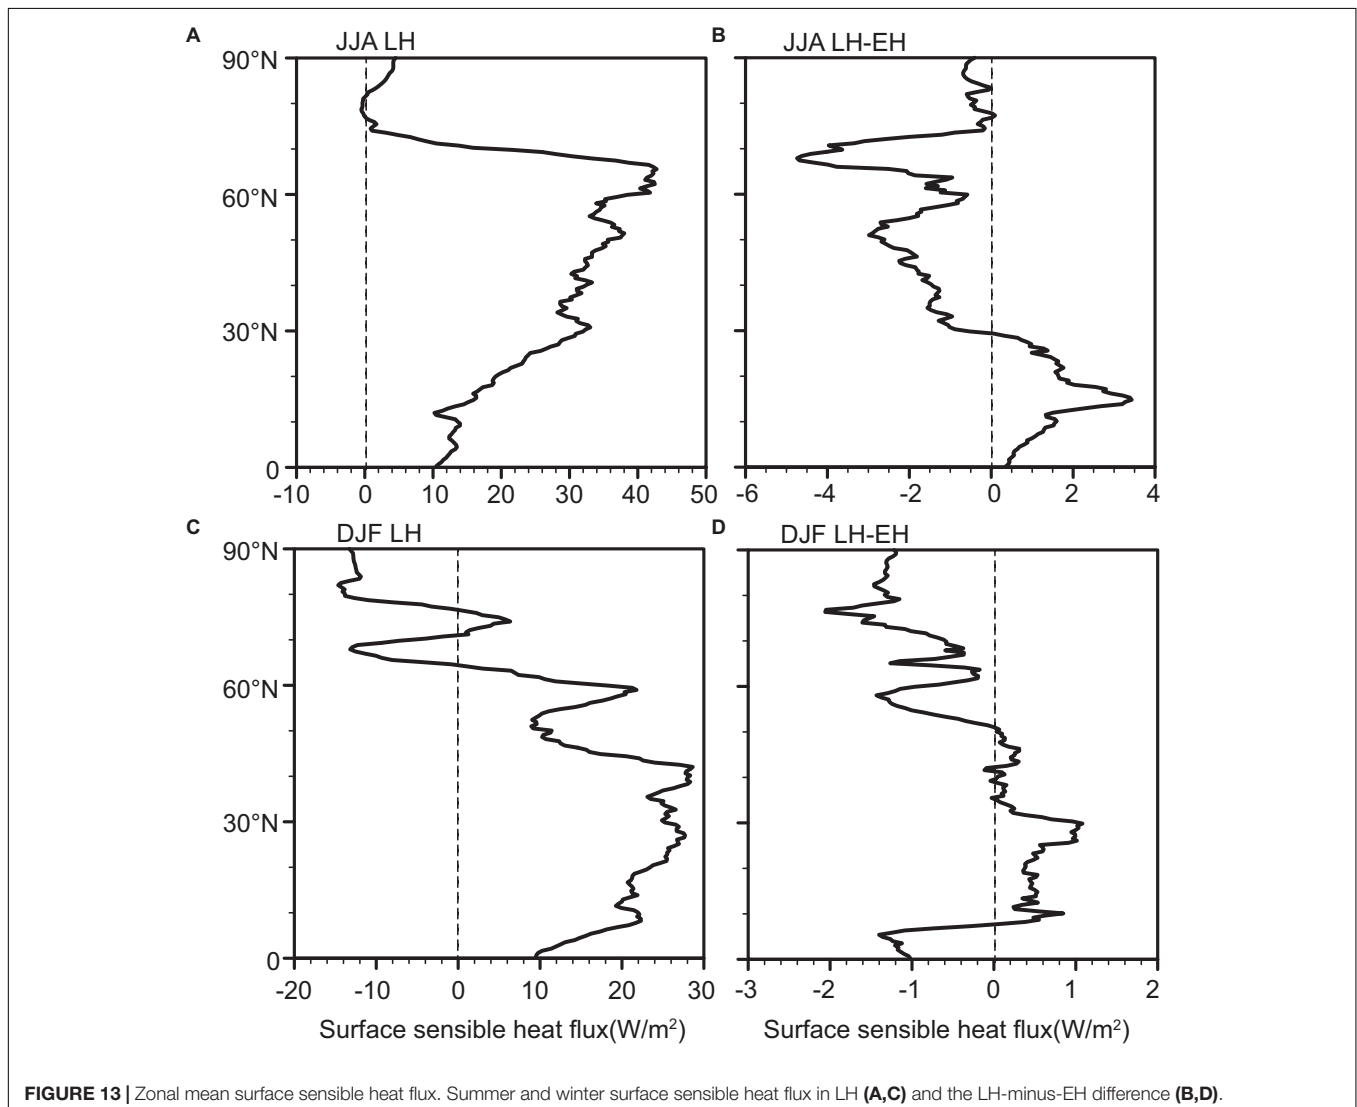 A
JJA LH
B
JJA LH-EH
90°N
60°N
30°N
0
-10 0 10 20 30 40 50
-6 -4 -2 0 2 4
C
DJF LH
D
DJF LH-EH
90°N
60°N
30°N
0
-20 -10 0 10 20 30
-3 -2 -1 0 1 2
Surface sensible heat flux(W/m²)
Surface sensible heat flux(W/m²)
FIGURE 13 | Zonal mean surface sensible heat flux. Summer and winter surface sensible heat flux in LH (A,C) and the LH-minus-EH difference (B,D).